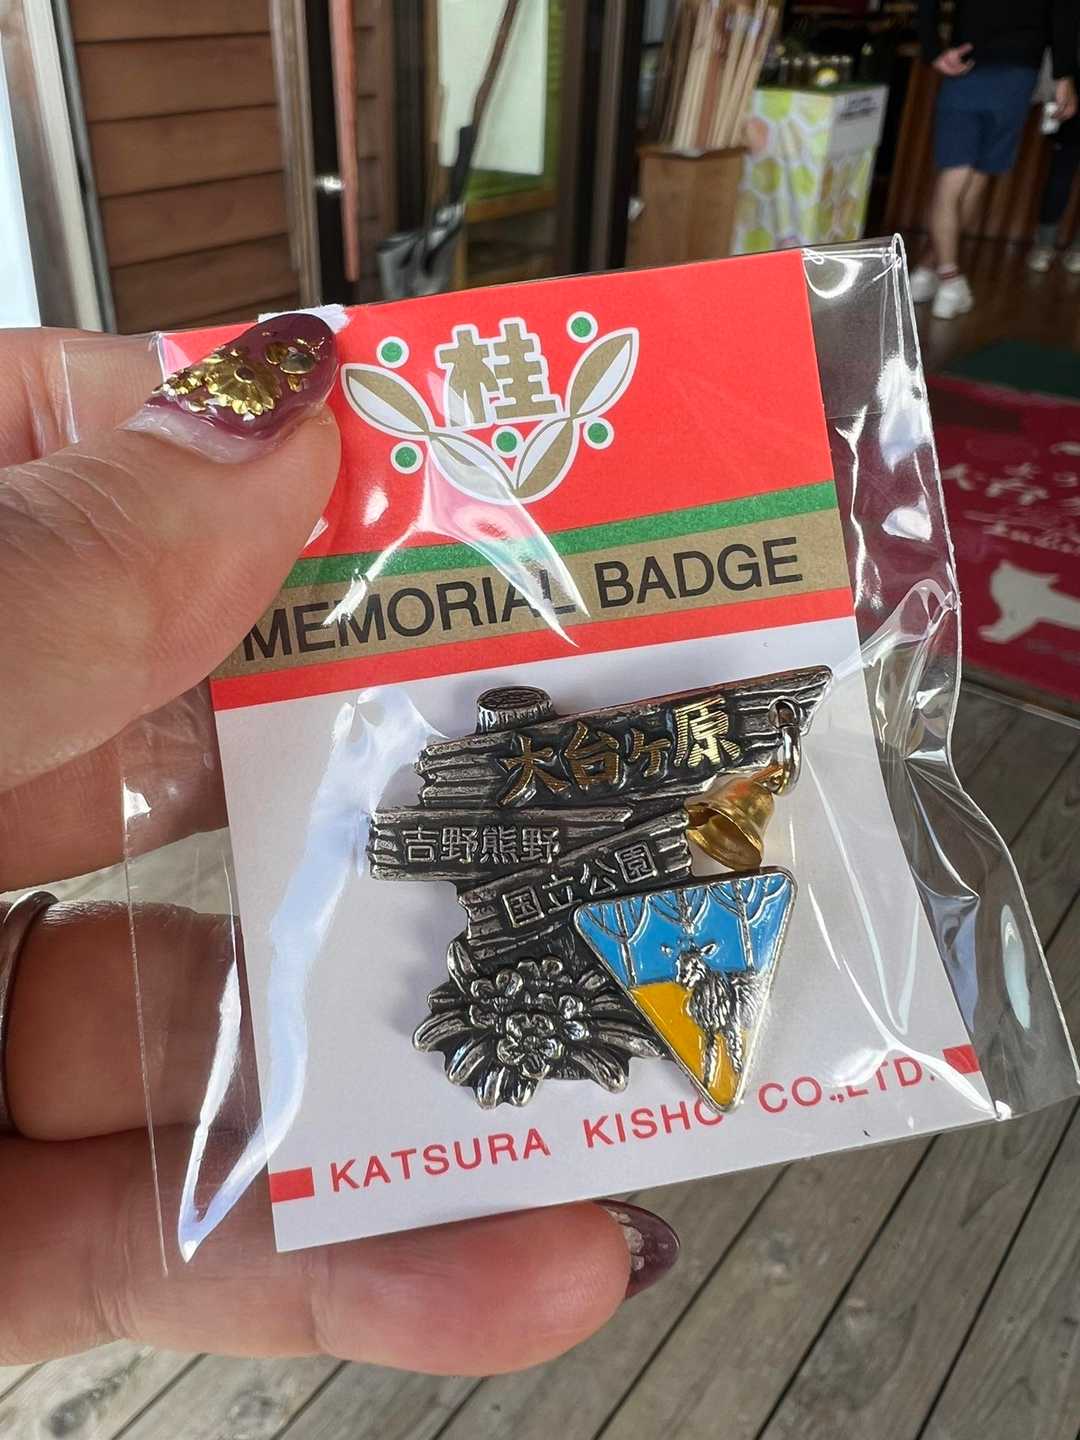 桂
MEMORIAL BADGE
大台ヶ原
吉野熊野
国立公園
KATSURA KISHO CO.,LTD.